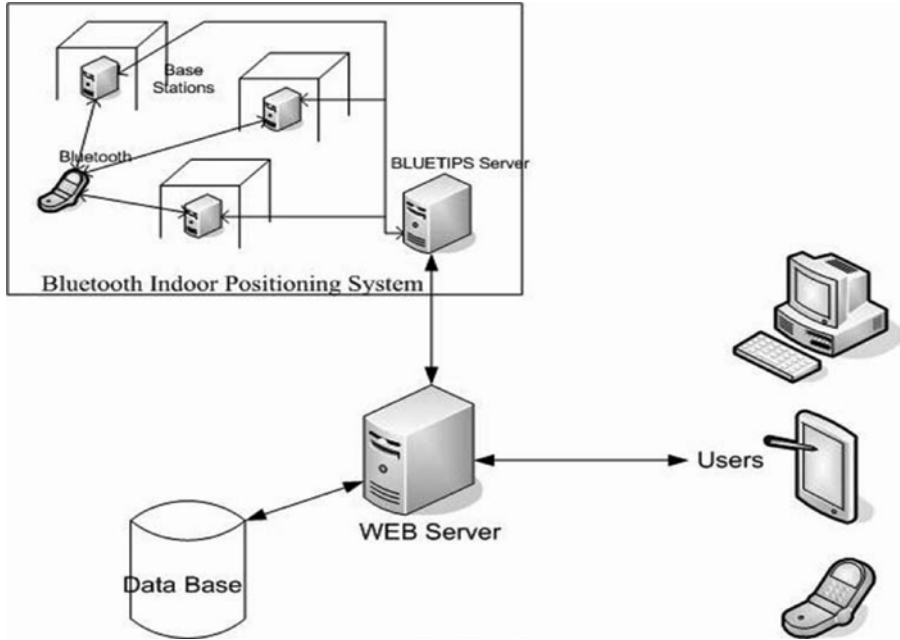 Base
Stations
Bluetooth
BLUETIPS Server
Bluetooth Indoor Positioning System
Users
WEB Server
Data Base